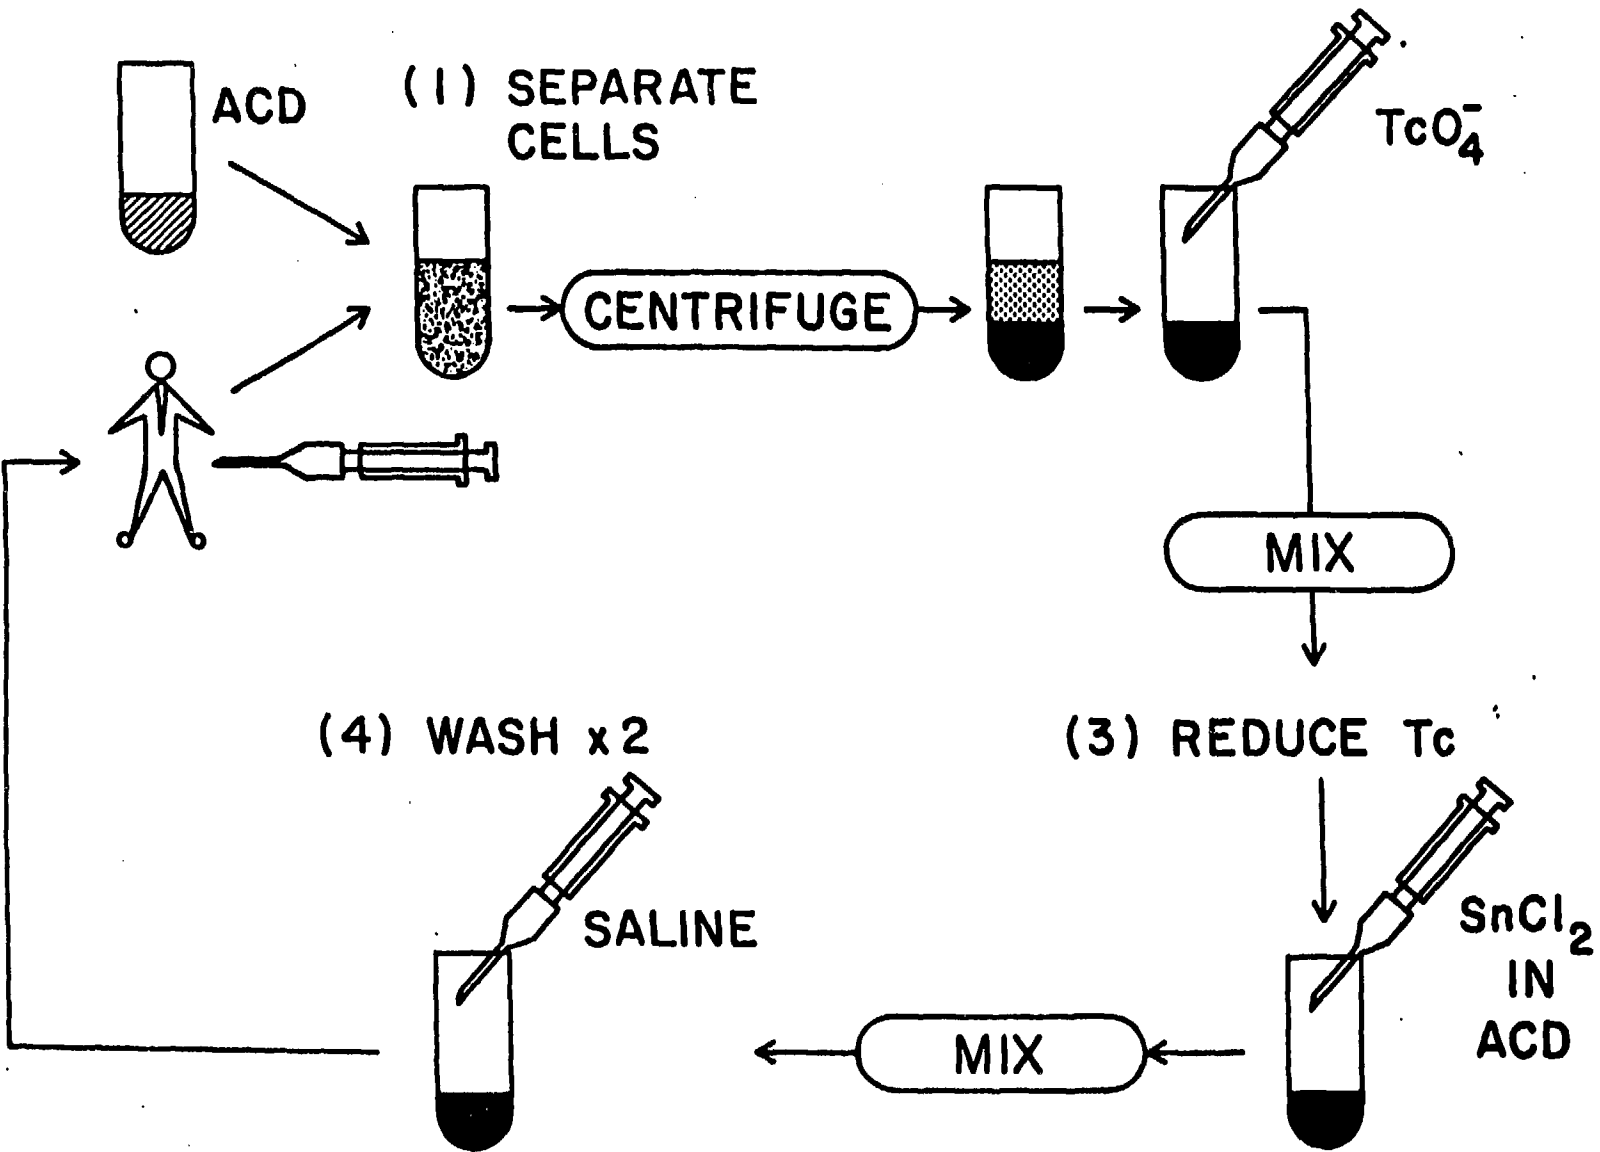 ACD
(1) SEPARATE
CELLS
TcO₄⁻
CENTRIFUGE
MIX
(3) REDUCE Tc
SnCl₂
IN
ACD
MIX
(4) WASH x2
SALINE